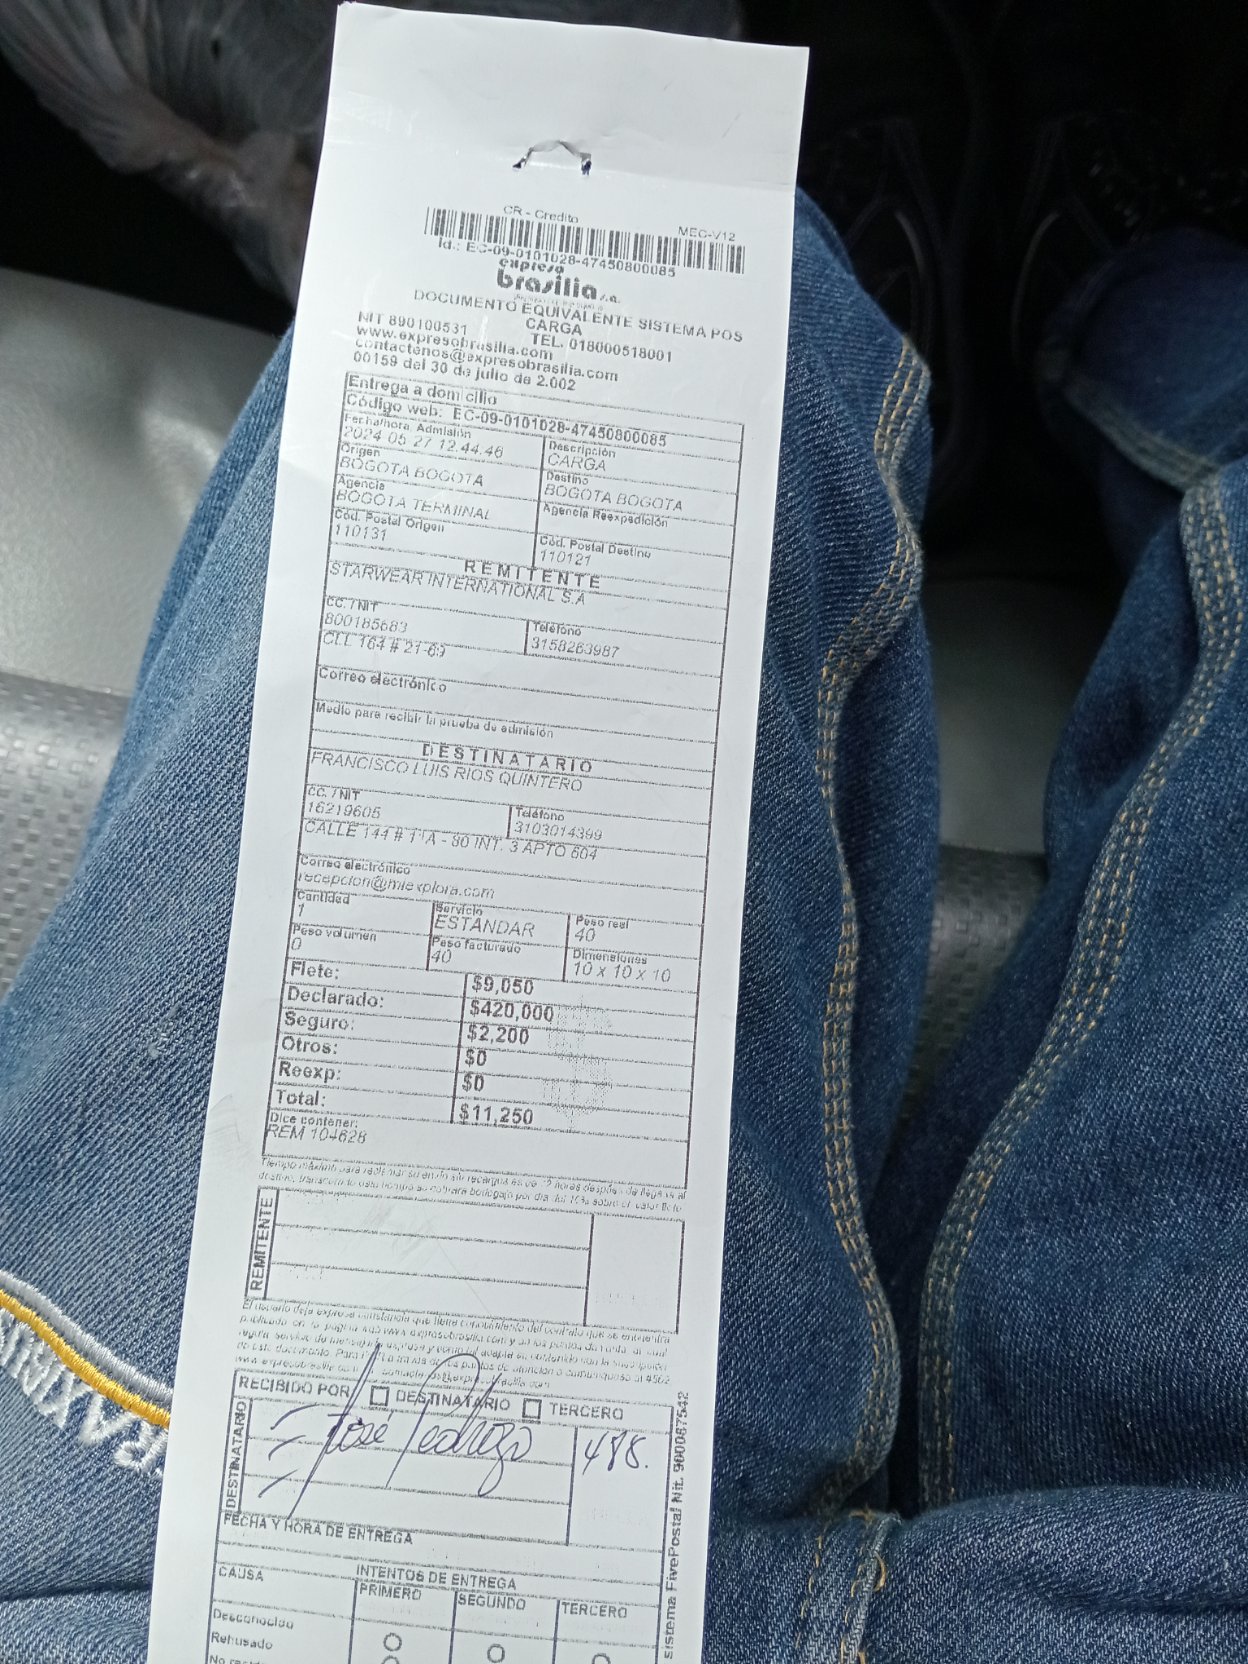 CR - Credito
MEC-V12
Id.: EC-09-0101028-47450800085
expreso
brasilia s.a.
DOCUMENTO EQUIVALENTE SISTEMA POS
CARGA
NIT 890100531 TEL. 018000518001
www.expresobrasilia.com
contactenos@expresobrasilia.com
00159 del 30 de julio de 2.002
Entrega a domicilio
Código web: EC-09-0101028-47450800085
Fecha/hora Admisión
2024 05 27 12.44.46
Descripción
CARGA
Origen
BOGOTA BOGOTA
Destino
BOGOTA BOGOTA
Agencia
BOGOTA TERMINAL
Agencia Reexpedición
Cód. Postal Origen
110131
Cód. Postal Destino
110121
REMITENTE
STARWEAR INTERNATIONAL S.A
CC. / NIT
800185683
Teléfono
3158263987
CLL 164 # 21-69
Correo electrónico
Medio para recibir la prueba de admisión
DESTINATARIO
FRANCISCO LUIS RIOS QUINTERO
CC. / NIT
16219605
Teléfono
3103014399
CALLE 144 # 11A - 80 INT. 3 APTO 604
Correo electrónico
recepcion@miexplora.com
Cantidad
1
Servicio
ESTANDAR
Peso real
40
Peso volumen
0
Peso facturado
40
Dimensiones
10 x 10 x 10
Flete: $9,050
Declarado: $420,000
Seguro: $2,200
Otros: $0
Reexp: $0
Total: $11,250
Dice contener:
REM 104628
REMITENTE
RECIBIDO POR DESTINATARIO TERCERO
DESTINATARIO
José Pedrozo 488.
FECHA Y HORA DE ENTREGA
CAUSA
INTENTOS DE ENTREGA
PRIMERO SEGUNDO TERCERO
Desconocido
Rehusado
sistema FivePostal Nit. 900087542